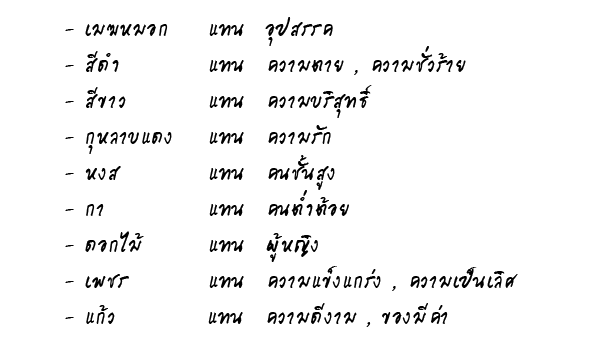 - เมฆหมอก แทน อุปสรรค
- สีดำ แทน ความตาย , ความชั่วร้าย
- สีขาว แทน ความบริสุทธิ์
- กุหลาบแดง แทน ความรัก
- หงส แทน คนชั้นสูง
- กา แทน คนต่ำต้อย
- ดอกไม้ แทน ผู้หญิง
- เพชร แทน ความแข็งแกร่ง , ความเป็นเลิศ
- แก้ว แทน ความดีงาม , ของมีค่า